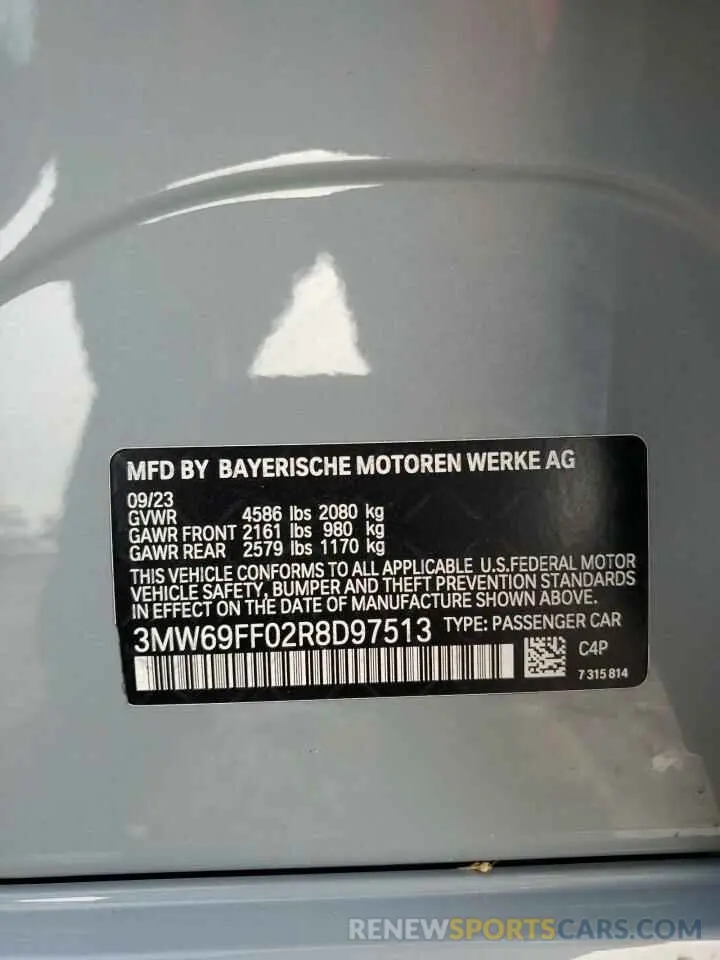 MFD BY BAYERISCHE MOTOREN WERKE AG
09/23
GVWR 4586 lbs 2080 kg
GAWR FRONT 2161 lbs 980 kg
GAWR REAR 2579 lbs 1170 kg
THIS VEHICLE CONFORMS TO ALL APPLICABLE U.S.FEDERAL MOTOR
VEHICLE SAFETY, BUMPER AND THEFT PREVENTION STANDARDS
IN EFFECT ON THE DATE OF MANUFACTURE SHOWN ABOVE.
3MW69FF02R8D97513 TYPE: PASSENGER CAR
C4P
7 315 814
RENEWSPORTSCARS.COM